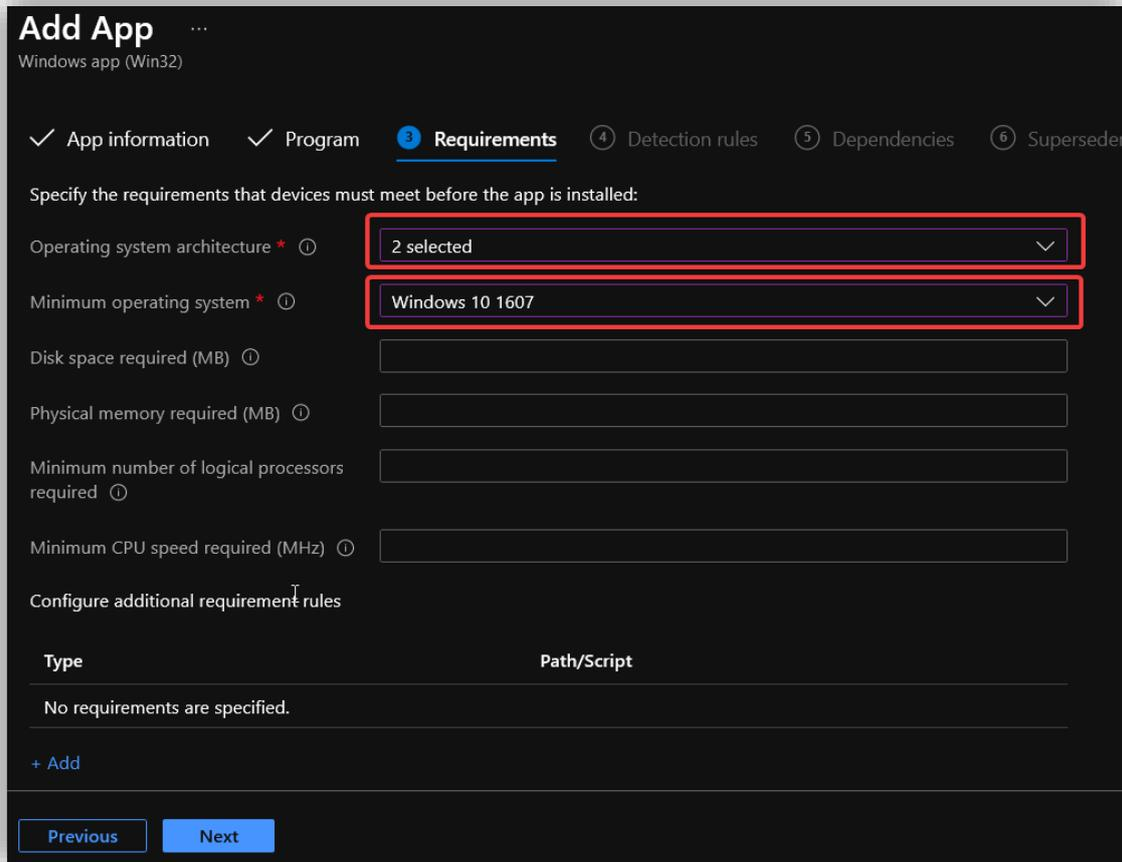 Add App ...
Windows app (Win32)
App information Program 3 Requirements 4 Detection rules 5 Dependencies 6 Superseden
Specify the requirements that devices must meet before the app is installed:
Operating system architecture * 2 selected
Minimum operating system * Windows 10 1607
Disk space required (MB)
Physical memory required (MB)
Minimum number of logical processors
required
Minimum CPU speed required (MHz)
Configure additional requirement rules
Type Path/Script
No requirements are specified.
+ Add
Previous Next